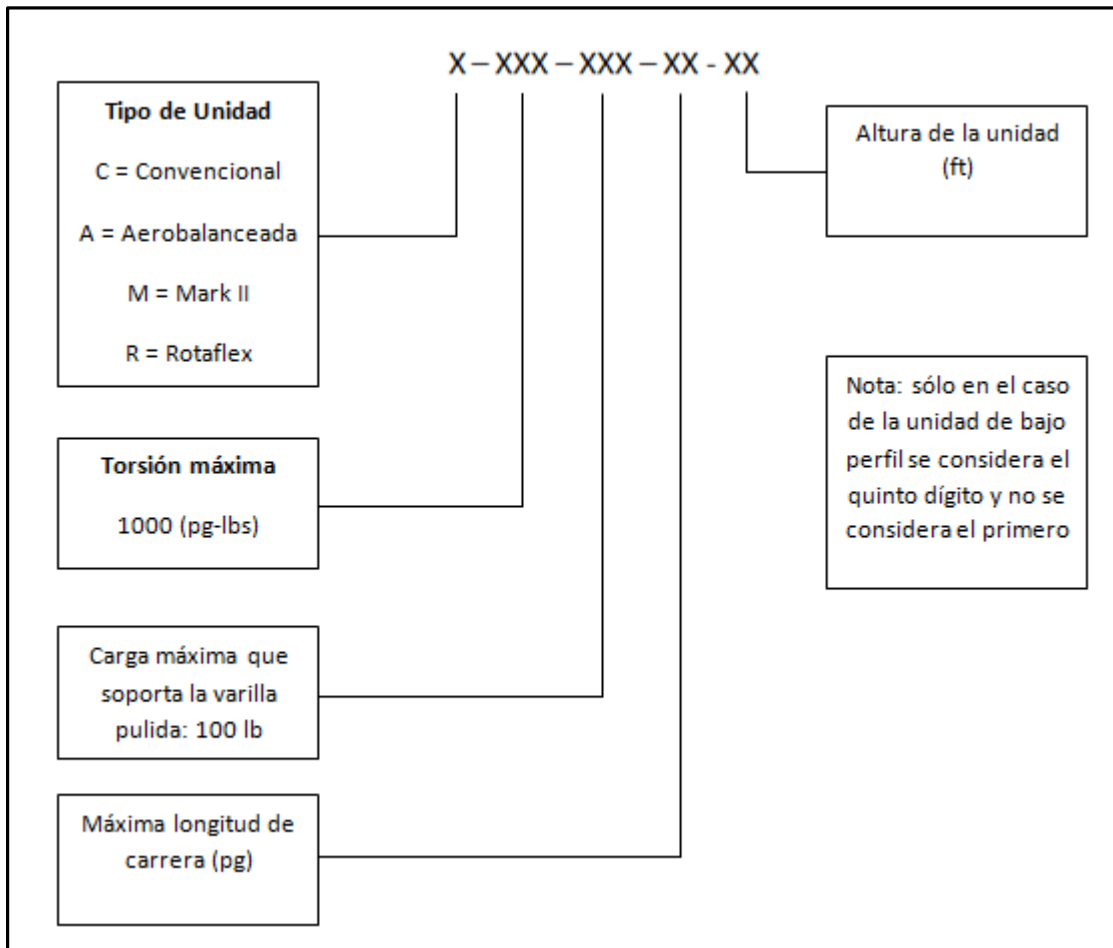 X – XXX – XXX – XX - XX
Tipo de Unidad
C = Convencional
A = Aerobalanceada
M = Mark II
R = Rotaflex
Altura de la unidad
(ft)
Nota: sólo en el caso
de la unidad de bajo
perfil se considera el
quinto dígito y no se
considera el primero
Torsión máxima
1000 (pg-lbs)
Carga máxima que
soporta la varilla
pulida: 100 lb
Máxima longitud de
carrera (pg)